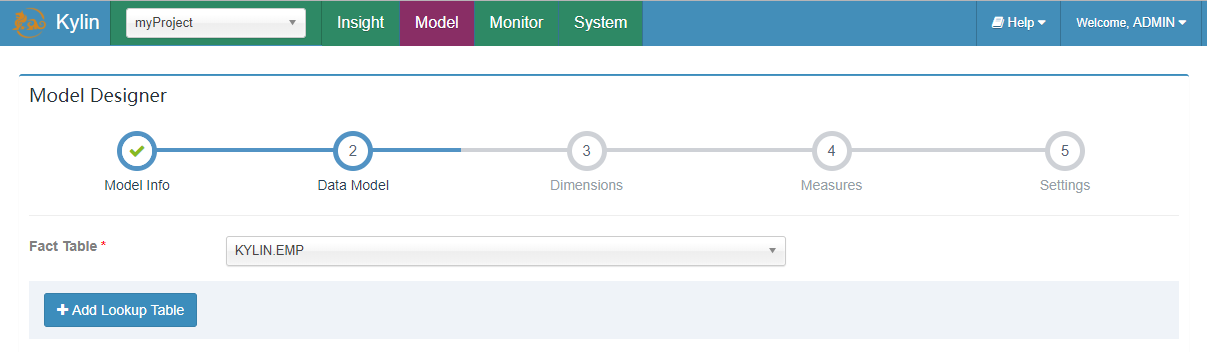 Kylin myProject Insight Model Monitor System Help Welcome, ADMIN
Model Designer
2 3 4 5
Model Info Data Model Dimensions Measures Settings
Fact Table * KYLIN.EMP
+ Add Lookup Table